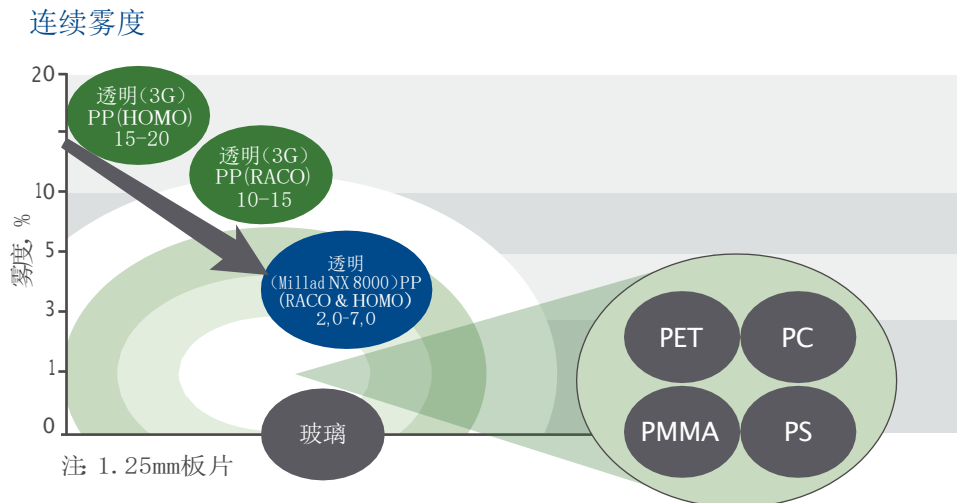 连续雾度
20
10
5
3
1
0
雾度, %
透明(3G)
PP(HOMO)
15-20
透明(3G)
PP(RACO)
10-15
透明
(Millad NX 8000)PP
(RACO & HOMO)
2,0-7,0
PET
PC
PMMA
PS
玻璃
注: 1.25mm板片